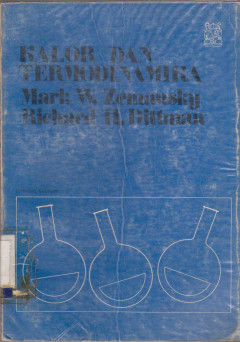 KALOR DAN
TERMODINAMIKA
Mark W. Zemansky
Richard H. Dittman